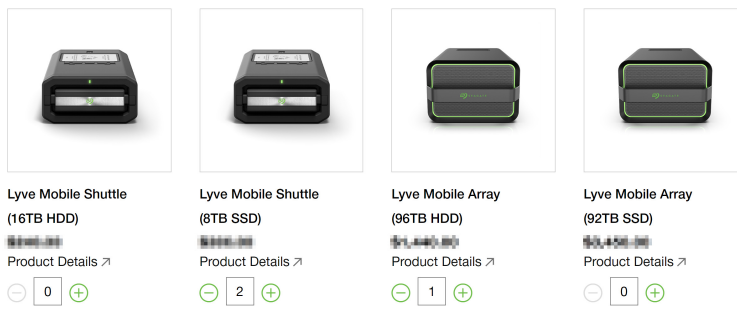 Lyve Mobile Shuttle
(16TB HDD)
Product Details ↗
0
Lyve Mobile Shuttle
(8TB SSD)
Product Details ↗
2
Lyve Mobile Array
(96TB HDD)
Product Details ↗
1
Lyve Mobile Array
(92TB SSD)
Product Details ↗
0